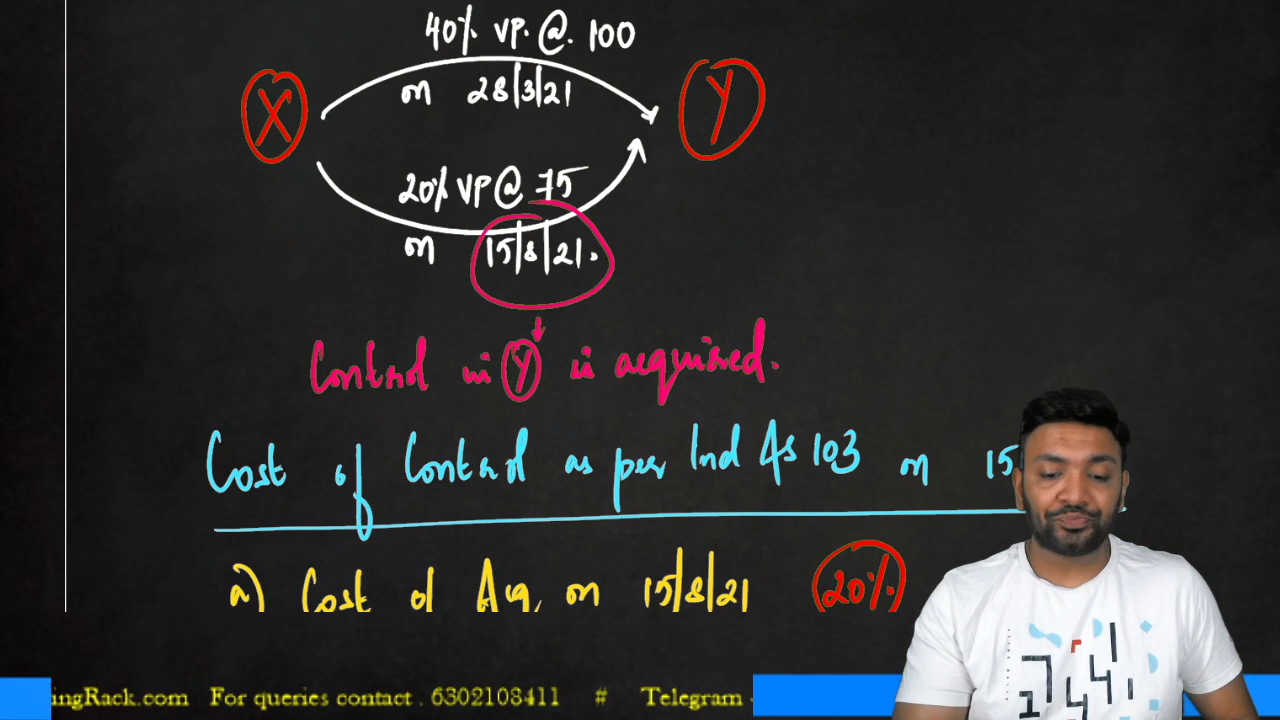 40% VP. @. 100
on 28/3/21
X
Y
20% VP @ 75
on 15/8/21.
Control in Y is acquired.
Cost of Control as per Ind As 103 on 15
a) Cost of Acq. on 15/8/21 20%.
ingRack.com For queries contact . 6302108411 # Telegram